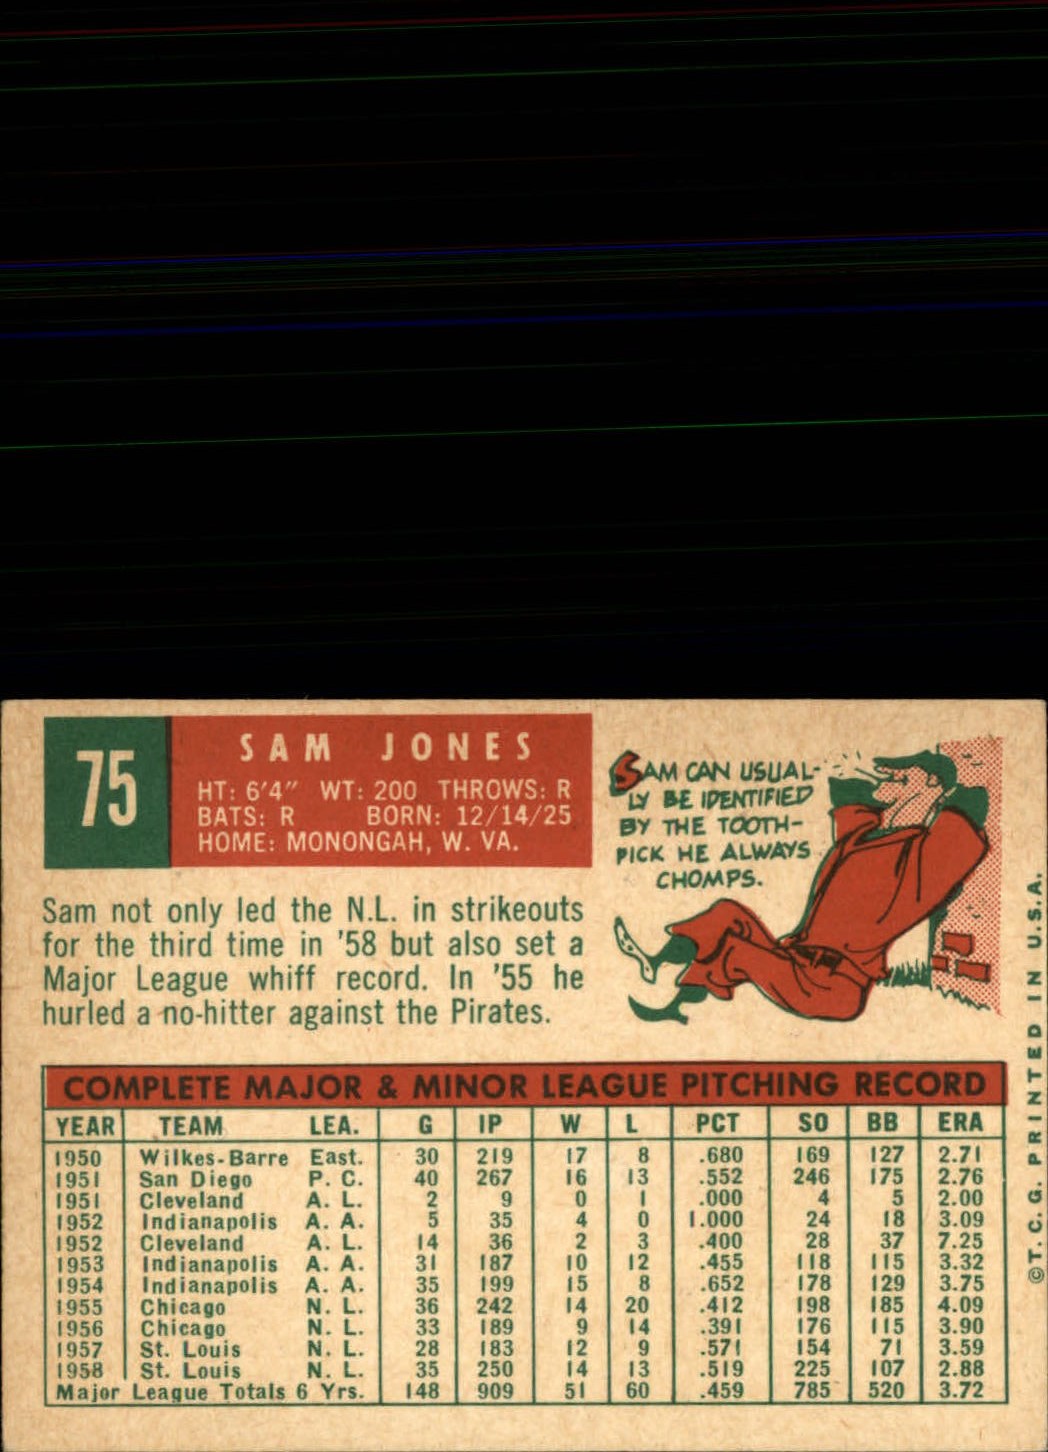 75
SAM JONES
HT: 6'4" WT: 200 THROWS: R
BATS: R BORN: 12/14/25
HOME: MONONGAH, W. VA.
SAM CAN USUAL-
LY BE IDENTIFIED
BY THE TOOTH-
PICK HE ALWAYS
CHOMPS.
Sam not only led the N.L. in strikeouts
for the third time in '58 but also set a
Major League whiff record. In '55 he
hurled a no-hitter against the Pirates.
COMPLETE MAJOR & MINOR LEAGUE PITCHING RECORD
YEAR TEAM LEA. G IP W L PCT SO BB ERA
1950 Wilkes-Barre East. 30 219 17 8 .680 169 127 2.71
1951 San Diego P. C. 40 267 16 13 .552 246 175 2.76
1951 Cleveland A. L. 2 9 0 1 .000 4 5 2.00
1952 Indianapolis A. A. 5 35 4 0 1.000 24 18 3.09
1952 Cleveland A. L. 14 36 2 3 .400 28 37 7.25
1953 Indianapolis A. A. 31 187 10 12 .455 118 115 3.32
1954 Indianapolis A. A. 35 199 15 8 .652 178 129 3.75
1955 Chicago N. L. 36 242 14 20 .412 198 185 4.09
1956 Chicago N. L. 33 189 9 14 .391 176 115 3.90
1957 St. Louis N. L. 28 183 12 9 .571 154 71 3.59
1958 St. Louis N. L. 35 250 14 13 .519 225 107 2.88
Major League Totals 6 Yrs. 148 909 51 60 .459 785 520 3.72
©T. C. G. PRINTED IN U.S.A.